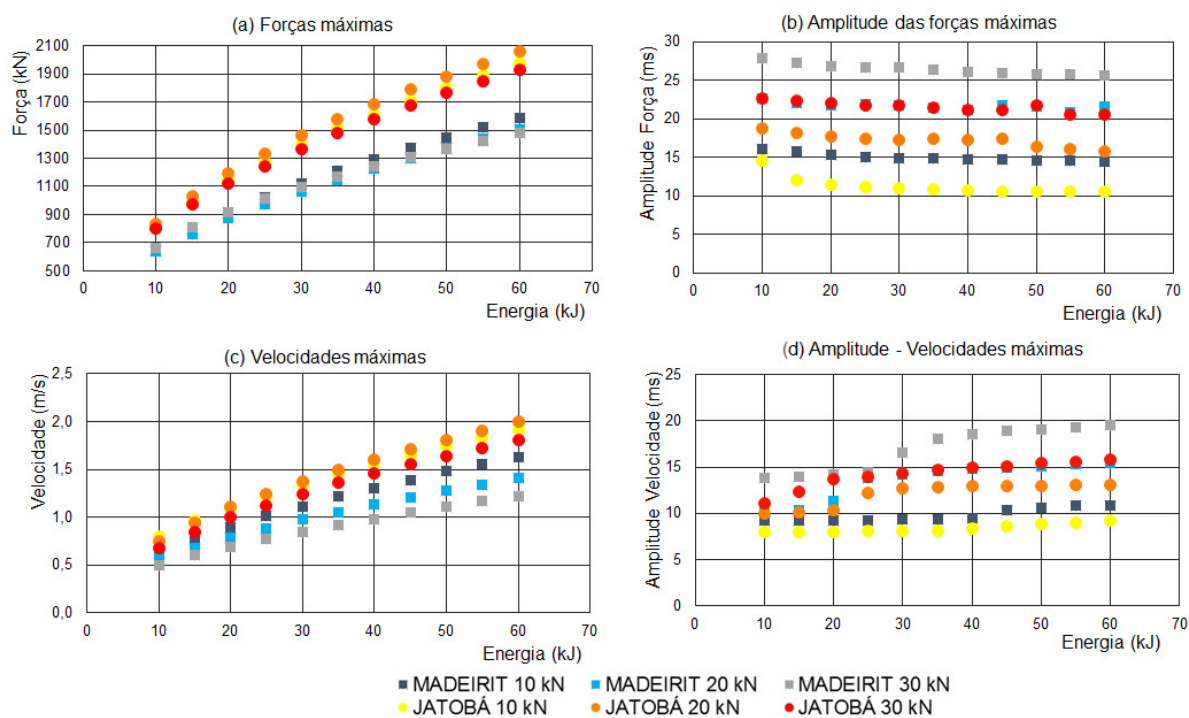 (a) Forças máximas
Força (kN)
2100
1900
1700
1500
1300
1100
900
700
500
0 10 20 30 40 50 60 70
Energia (kJ)
(b) Amplitude das forças máximas
Amplitude Força (ms)
30
25
20
15
10
5
0
0 10 20 30 40 50 60 70
Energia (kJ)
(c) Velocidades máximas
Velocidade (m/s)
2,5
2,0
1,5
1,0
0,5
0,0
0 10 20 30 40 50 60 70
Energia (kJ)
(d) Amplitude - Velocidades máximas
Amplitude Velocidade (ms)
25
20
15
10
5
0
0 10 20 30 40 50 60 70
Energia (kJ)
MADEIRIT 10 kN MADEIRIT 20 kN MADEIRIT 30 kN
JATOBÁ 10 kN JATOBÁ 20 kN JATOBÁ 30 kN